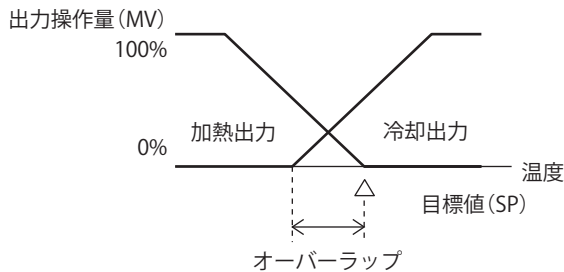 出力操作量（MV）
100%
加熱出力
冷却出力
0%
温度
目標値（SP）
オーバーラップ